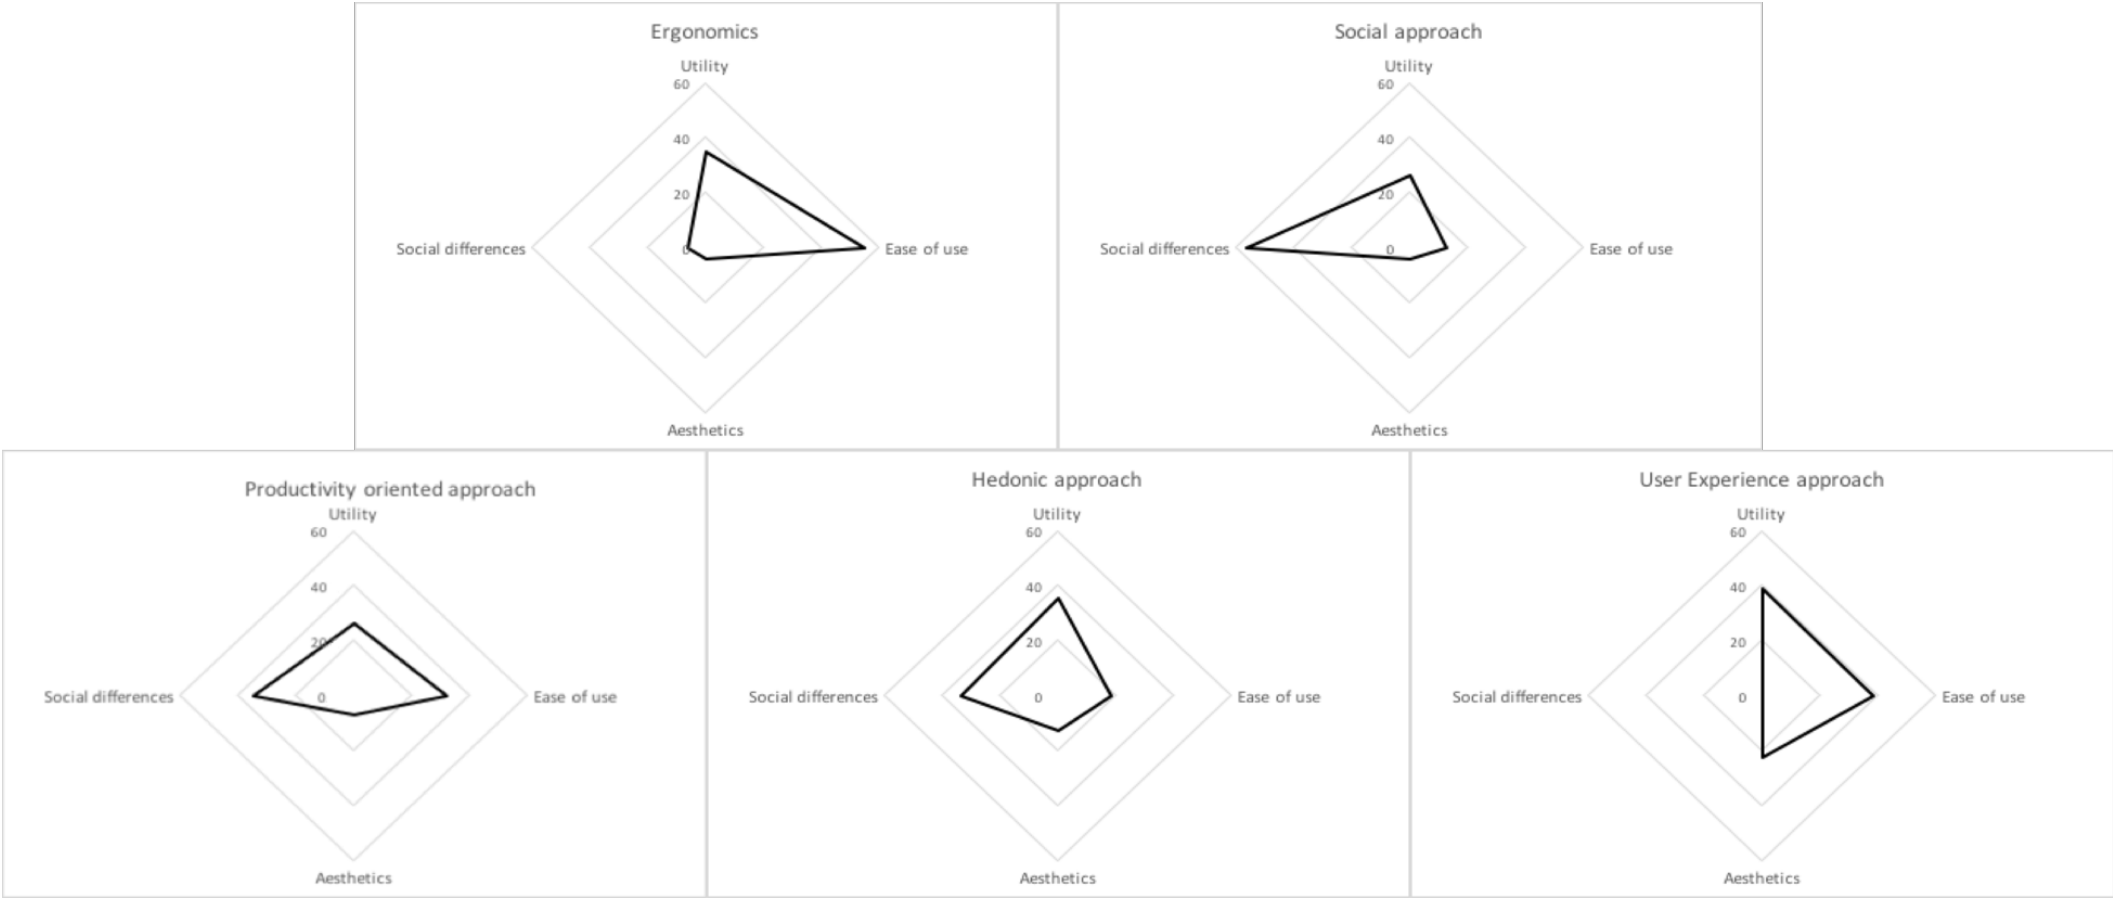 Ergonomics
Utility
60
40
20
0
Social differences
Ease of use
Aesthetics
Social approach
Utility
60
40
20
0
Social differences
Ease of use
Aesthetics
Productivity oriented approach
Utility
60
40
20
0
Social differences
Ease of use
Aesthetics
Hedonic approach
Utility
60
40
20
0
Social differences
Ease of use
Aesthetics
User Experience approach
Utility
60
40
20
0
Social differences
Ease of use
Aesthetics